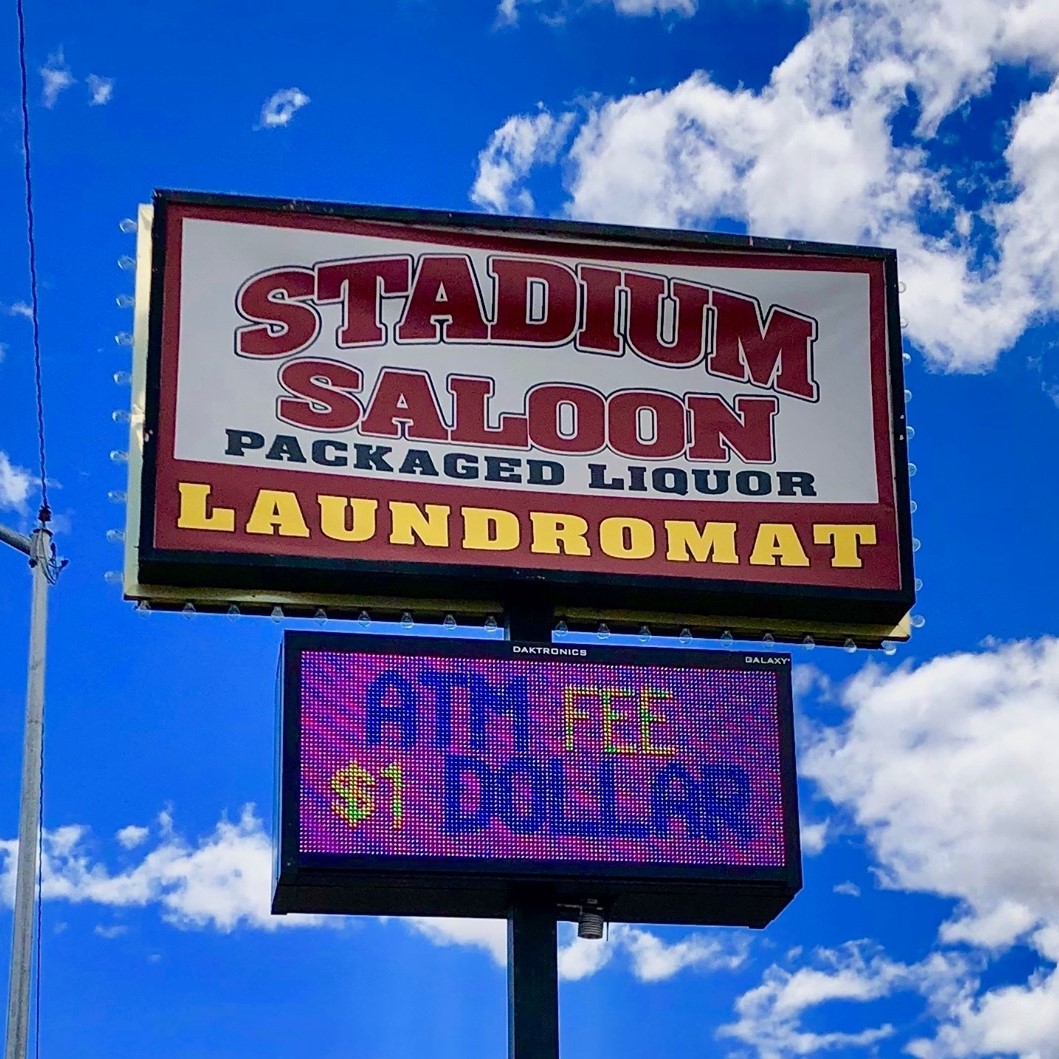 STADIUM
SALOON
PACKAGED LIQUOR
LAUNDROMAT
DAKTRONICS
GALAXY
ATM FEE
$1 DOLLAR